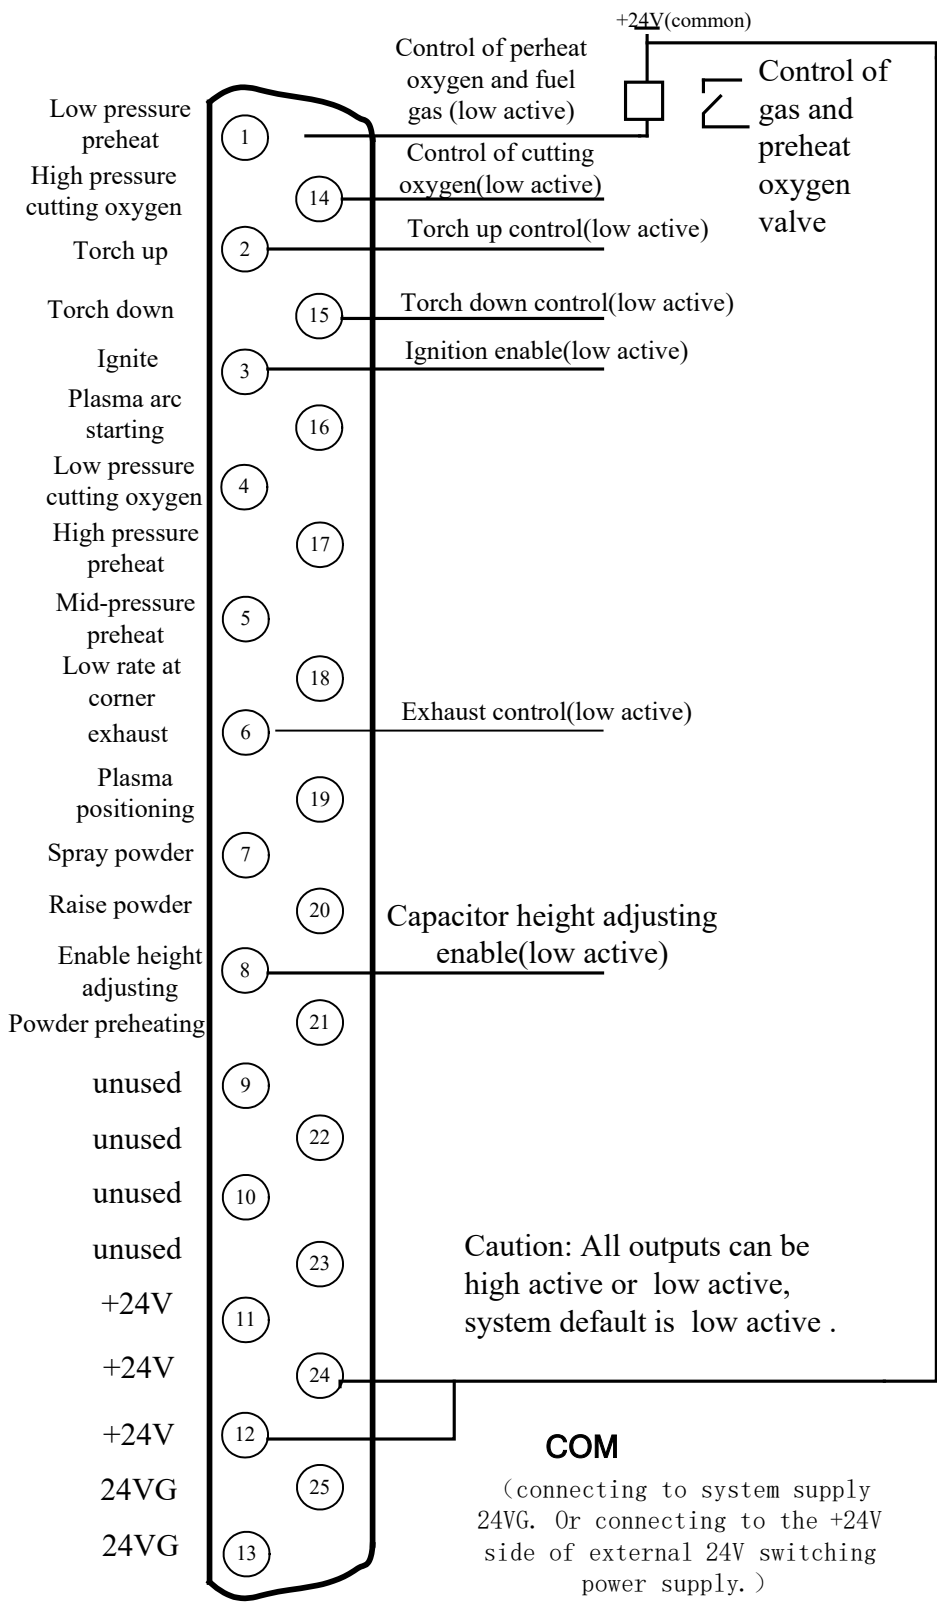 +24V(common)
Control of perheat
oxygen and fuel
gas (low active)
Control of
gas and
preheat
oxygen
valve
Low pressure
preheat
1
Control of cutting
oxygen(low active)
High pressure
cutting oxygen
14
Torch up control(low active)
Torch up
2
Torch down
15
Torch down control(low active)
Ignite
3
Ignition enable(low active)
Plasma arc
starting
16
Low pressure
cutting oxygen
4
High pressure
preheat
17
Mid-pressure
preheat
5
Low rate at
corner
18
exhaust
6
Exhaust control(low active)
Plasma
positioning
19
Spray powder
7
Raise powder
20
Capacitor height adjusting
enable(low active)
Enable height
adjusting
8
Powder preheating
21
unused
9
unused
22
unused
10
unused
23
Caution: All outputs can be
high active or low active,
system default is low active .
+24V
11
+24V
24
+24V
12
COM
24VG
25
（connecting to system supply
24VG. Or connecting to the +24V
side of external 24V switching
power supply.）
24VG
13